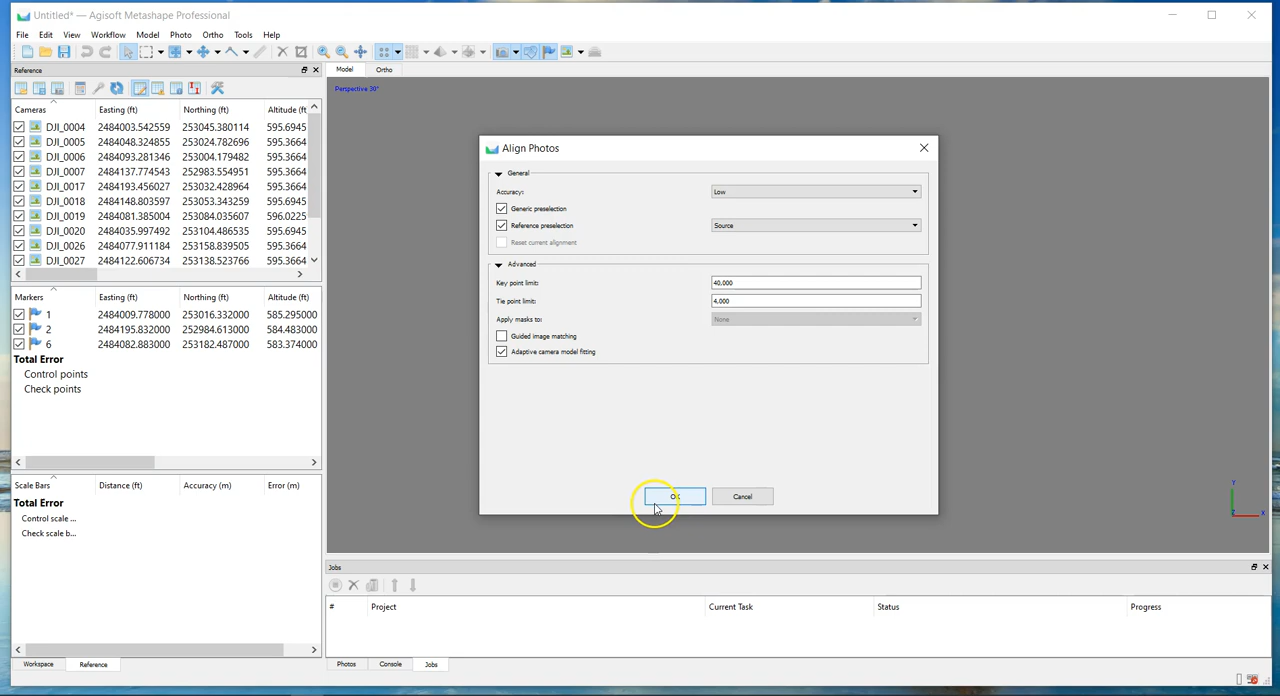 Untitled* — Agisoft Metashape Professional
File Edit View Workflow Model Photo Ortho Tools Help
Reference
Model Ortho
Perspective 30°
Cameras Easting (ft) Northing (ft) Altitude (ft
DJI_0004 2484003.542559 253045.380114 595.6945
DJI_0005 2484048.324855 253024.782696 595.3664
DJI_0006 2484093.281346 253004.179482 595.3664
DJI_0007 2484137.774543 252983.554951 595.3664
DJI_0017 2484193.456027 253032.428964 595.3664
DJI_0018 2484148.803597 253053.343259 595.6945
DJI_0019 2484081.385004 253084.035607 596.0225
DJI_0020 2484035.997492 253104.486535 595.6945
DJI_0026 2484077.911184 253158.839505 595.3664
DJI_0027 2484122.606734 253138.523766 595.3664
Markers Easting (ft) Northing (ft) Altitude (ft)
1 2484009.778000 253016.332000 585.295000
2 2484195.832000 252984.613000 584.483000
6 2484082.883000 253182.487000 583.374000
Total Error
Control points
Check points
Scale Bars Distance (ft) Accuracy (m) Error (m)
Total Error
Control scale ...
Check scale b...
Workspace Reference
Align Photos
General
Accuracy: Low
Generic preselection
Reference preselection Source
Reset current alignment
Advanced
Key point limit: 40,000
Tie point limit: 4,000
Apply masks to: None
Guided image matching
Adaptive camera model fitting
OK Cancel
Y
Z X
Jobs
# Project Current Task Status Progress
Photos Console Jobs